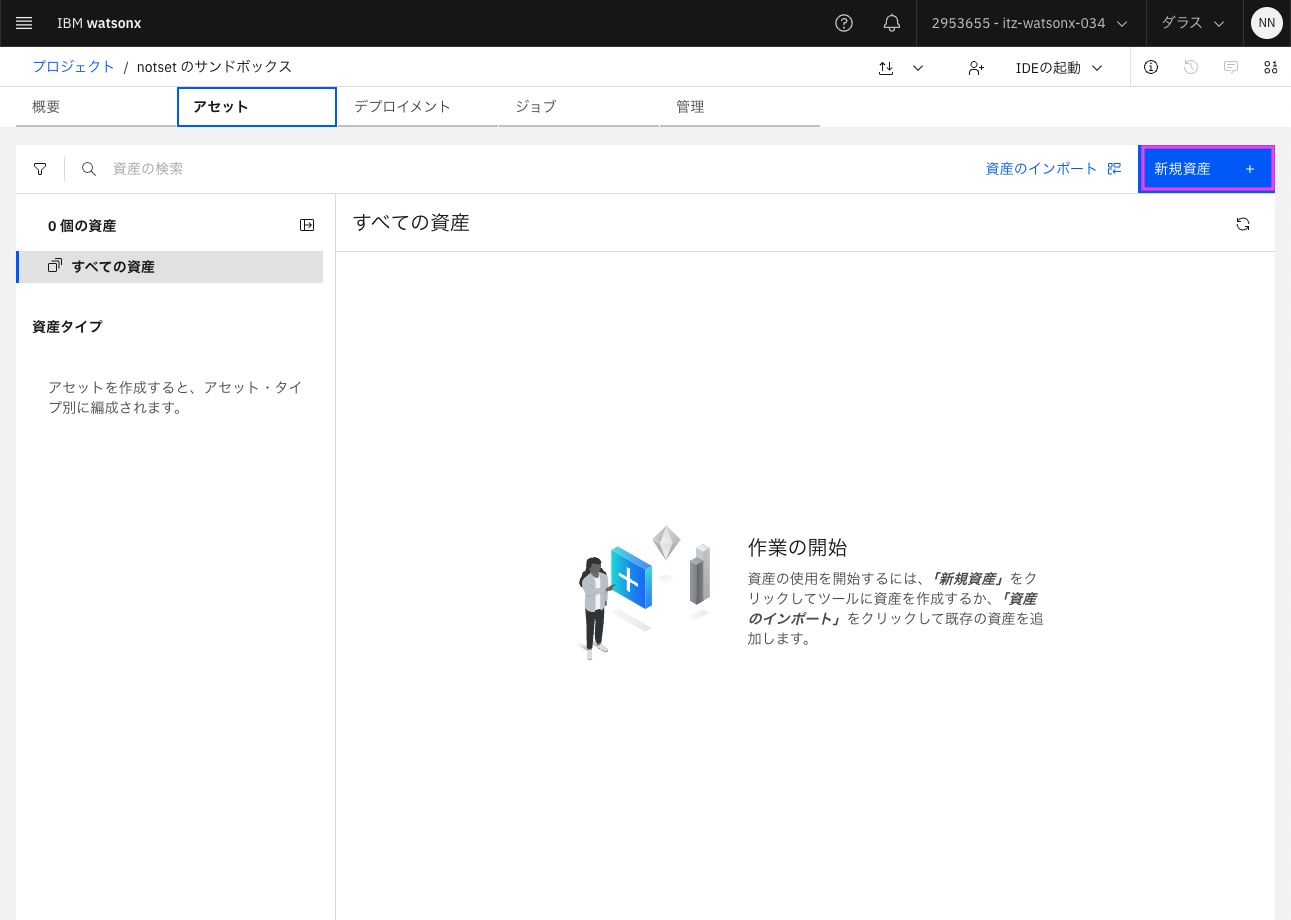 IBM watsonx
2953655 - itz-watsonx-034
ダラス
NN
プロジェクト / notset のサンドボックス
IDEの起動
概要
アセット
デプロイメント
ジョブ
管理
資産の検索
資産のインポート
新規資産 +
0 個の資産
すべての資産
すべての資産
資産タイプ
アセットを作成すると、アセット・タイ
プ別に編成されます。
作業の開始
資産の使用を開始するには、「新規資産」をク
リックしてツールに資産を作成するか、「資産
のインポート」をクリックして既存の資産を追
加します。